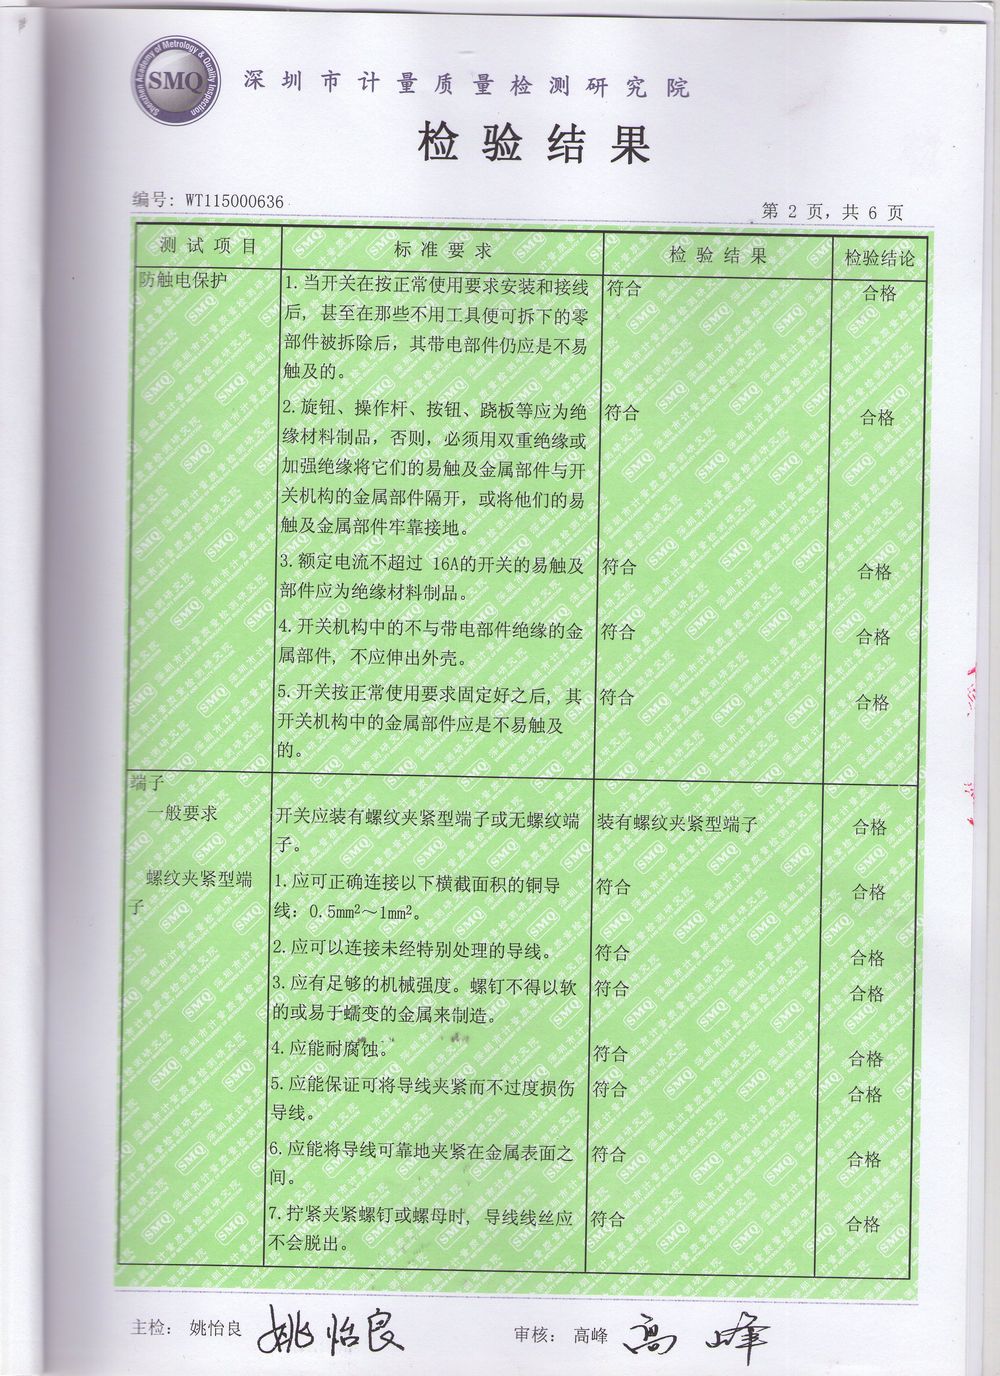 Shenzhen Academy of Metrology & Quality Inspection
SMQ
深圳市计量质量检测研究院
检验结果
编号: WT115000636
第 2 页，共 6 页
测试项目 标准要求 检验结果 检验结论
防触电保护 1.当开关在按正常使用要求安装和接线 符合 合格
后，甚至在那些不用工具便可拆下的零
部件被拆除后，其带电部件仍应是不易
触及的。
2.旋钮、操作杆、按钮、跷板等应为绝 符合 合格
缘材料制品，否则，必须用双重绝缘或
加强绝缘将它们的易触及金属部件与开
关机构的金属部件隔开，或将他们的易
触及金属部件牢靠接地。
3.额定电流不超过 16A的开关的易触及 符合 合格
部件应为绝缘材料制品。
4.开关机构中的不与带电部件绝缘的金 符合 合格
属部件，不应伸出外壳。
5.开关按正常使用要求固定好之后，其 符合 合格
开关机构中的金属部件应是不易触及
的。
端子
一般要求 开关应装有螺纹夹紧型端子或无螺纹端 装有螺纹夹紧型端子 合格
子。
螺纹夹紧型端 1.应可正确连接以下横截面积的铜导 符合 合格
子 线：0.5mm²～1mm²。
2.应可以连接未经特别处理的导线。 符合 合格
3.应有足够的机械强度。螺钉不得以软 符合 合格
的或易于蠕变的金属来制造。
4.应能耐腐蚀。 符合 合格
5.应能保证可将导线夹紧而不过度损伤 符合 合格
导线。
6.应能将导线可靠地夹紧在金属表面之 符合 合格
间。
7.拧紧夹紧螺钉或螺母时，导线线丝应 符合 合格
不会脱出。
主检： 姚怡良 姚怡良 审核： 高峰 高峰